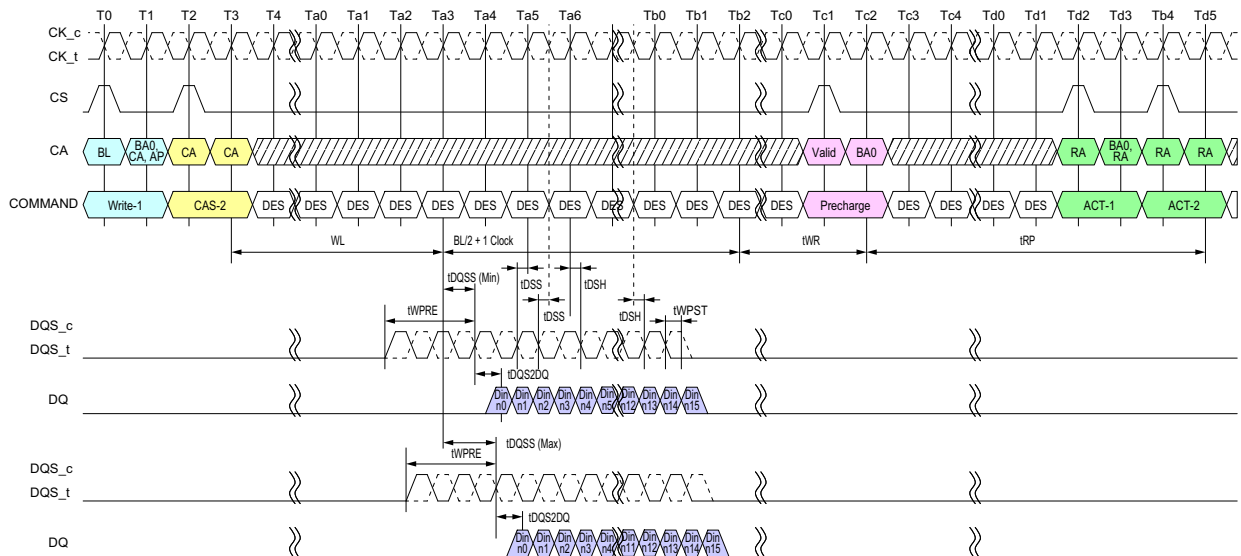 T0 T1 T2 T3 T4 Ta0 Ta1 Ta2 Ta3 Ta4 Ta5 Ta6 Tb0 Tb1 Tb2 Tc0 Tc1 Tc2 Tc3 Tc4 Td0 Td1 Td2 Td3 Tb4 Td5
CK_c
CK_t
CS
CA BL BA0, CA, AP CA CA Valid BA0 RA BA0, RA RA RA
COMMAND Write-1 CAS-2 DES DES DES DES DES DES DES DES DES DES DES DES DES Precharge DES DES DES DES ACT-1 ACT-2
WL BL/2 + 1 Clock tWR tRP
tDQSS (Min) tDSS tDSH
tWPRE tDSS tDSH tWPST
DQS_c
DQS_t
tDQS2DQ
DQ Din n0 Din n1 Din n2 Din n3 Din n4 Din n5 Din n12 Din n13 Din n14 Din n15
tDQSS (Max)
tWPRE
DQS_c
DQS_t
tDQS2DQ
DQ Din n0 Din n1 Din n2 Din n3 Din n4 Din n11 Din n12 Din n13 Din n14 Din n15